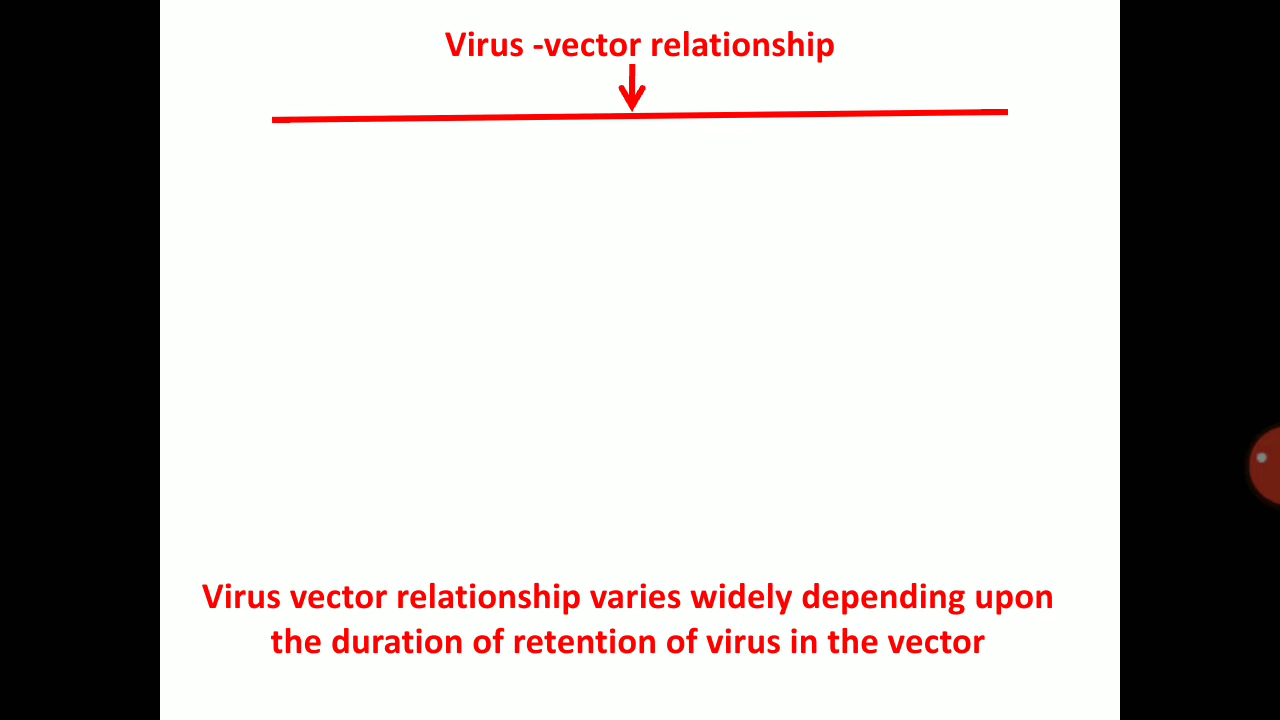 Virus -vector relationship
Virus vector relationship varies widely depending upon
the duration of retention of virus in the vector